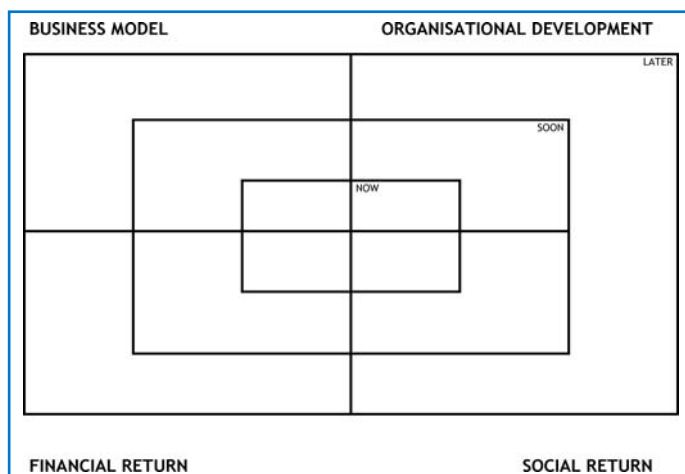 BUSINESS MODEL
ORGANISATIONAL DEVELOPMENT
LATER
SOON
NOW
FINANCIAL RETURN
SOCIAL RETURN